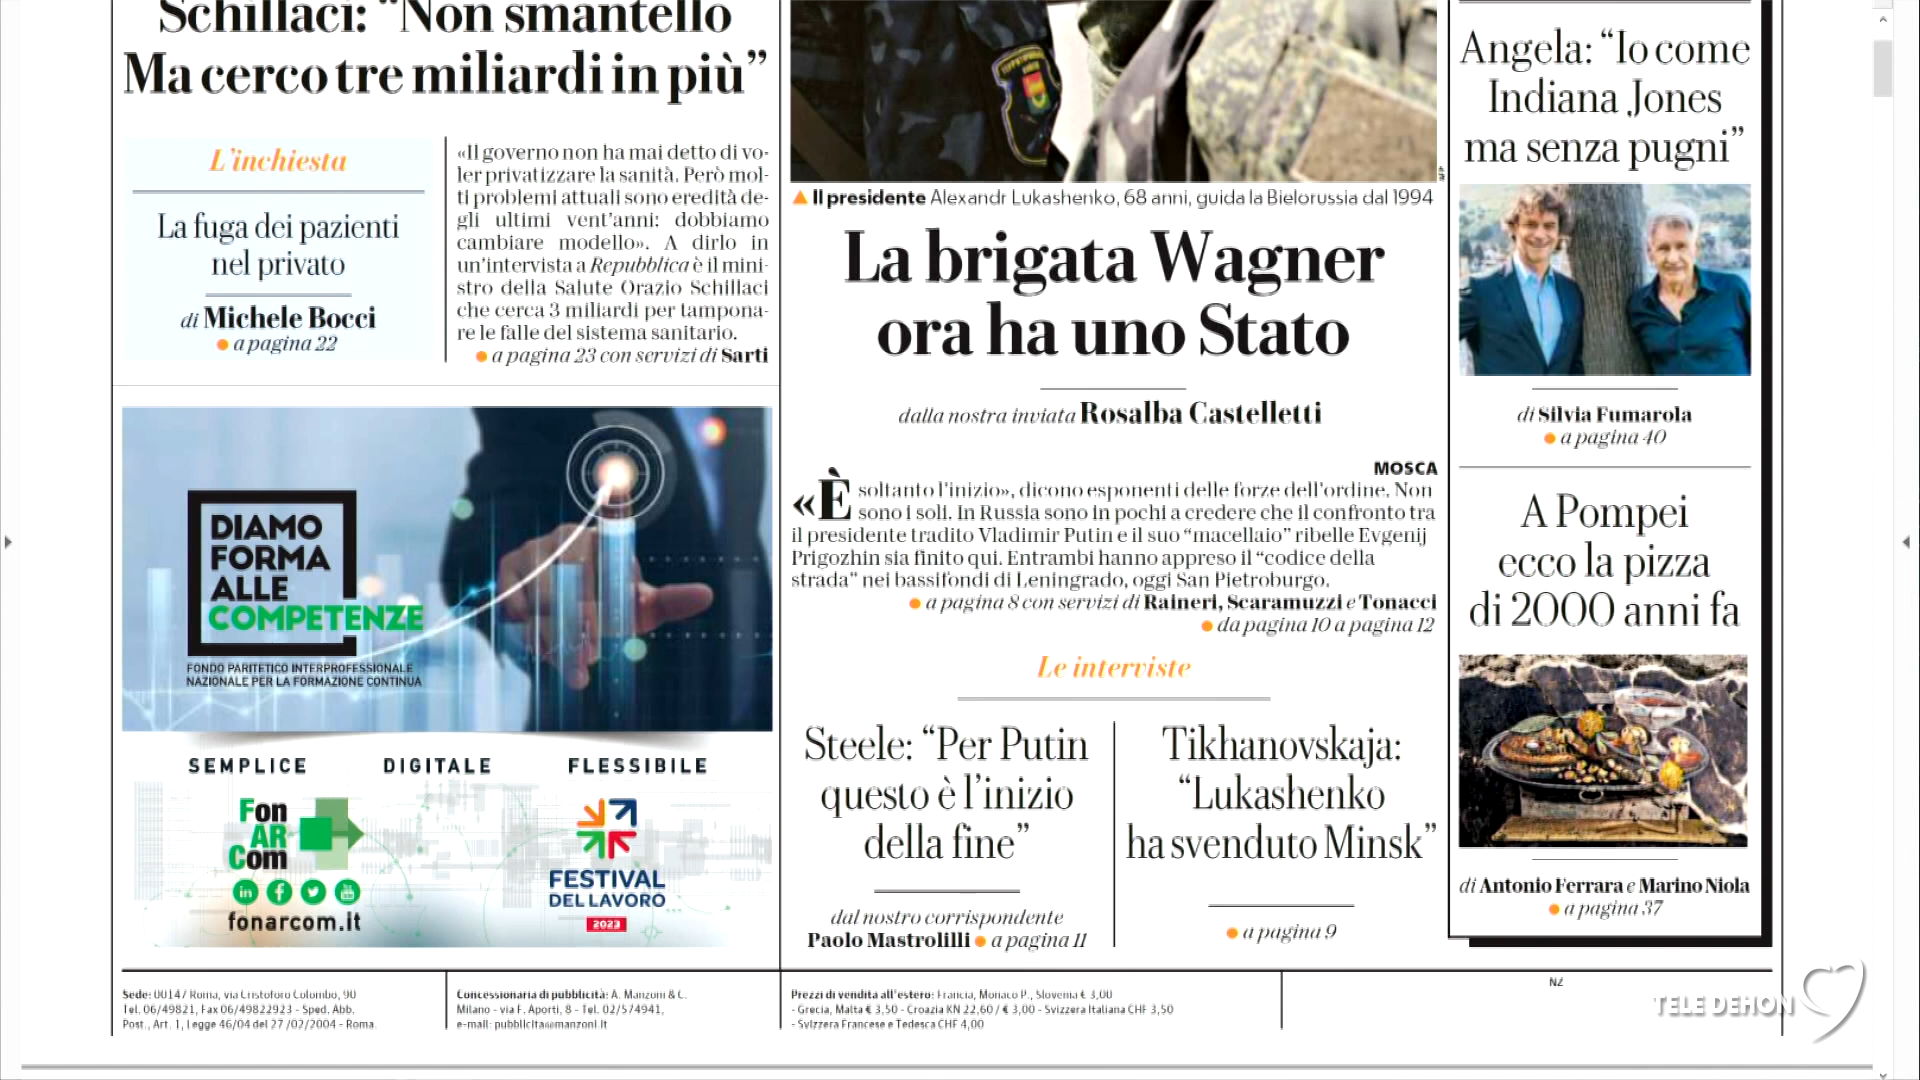 Schillaci: “Non smantello
Ma cerco tre miliardi in più”
L’inchiesta
La fuga dei pazienti
nel privato
di Michele Bocci
a pagina 22
«Il governo non ha mai detto di vo-
ler privatizzare la sanità. Però mol-
ti problemi attuali sono eredità de-
gli ultimi vent’anni: dobbiamo
cambiare modello». A dirlo in
un’intervista a Repubblica è il mini-
stro della Salute Orazio Schillaci
che cerca 3 miliardi per tampona-
re le falle del sistema sanitario.
a pagina 23 con servizi di Sarti
DIAMO
FORMA
ALLE
COMPETENZE
FONDO PARITETICO INTERPROFESSIONALE
NAZIONALE PER LA FORMAZIONE CONTINUA
SEMPLICE DIGITALE FLESSIBILE
Fon
AR
Com
fonarcom.it
FESTIVAL
DEL LAVORO
2023
Il presidente Alexandr Lukashenko, 68 anni, guida la Bielorussia dal 1994
La brigata Wagner
ora ha uno Stato
dalla nostra inviata Rosalba Castelletti
MOSCA
«È soltanto l’inizio», dicono esponenti delle forze dell’ordine. Non
sono i soli. In Russia sono in pochi a credere che il confronto tra
il presidente tradito Vladimir Putin e il suo “macellaio” ribelle Evgenij
Prigozhin sia finito qui. Entrambi hanno appreso il “codice della
strada” nei bassifondi di Leningrado, oggi San Pietroburgo.
a pagina 8 con servizi di Raineri, Scaramuzzi e Tonacci
da pagina 10 a pagina 12
Le interviste
Steele: “Per Putin
questo è l’inizio
della fine”
dal nostro corrispondente
Paolo Mastrolilli a pagina 11
Tikhanovskaja:
“Lukashenko
ha svenduto Minsk”
a pagina 9
Angela: “Io come
Indiana Jones
ma senza pugni”
di Silvia Fumarola
a pagina 40
A Pompei
ecco la pizza
di 2000 anni fa
di Antonio Ferrara e Marino Niola
a pagina 37
Sede: 00147 Roma, via Cristoforo Colombo, 90
Tel. 06/49821, Fax 06/49822923 - Sped. Abb.
Post., Art. 1, Legge 46/04 del 27/02/2004 - Roma.
Concessionaria di pubblicità: A. Manzoni & C.
Milano - via F. Aporti, 8 - Tel. 02/574941,
e-mail: pubblicita@manzoni.it
Prezzi di vendita all’estero: Francia, Monaco P., Slovenia € 3,00
- Grecia, Malta € 3,50 - Croazia KN 22,60 / € 3,00 - Svizzera Italiana CHF 3,50
- Svizzera Francese e Tedesca CHF 4,00
NZ
TELE DEHON